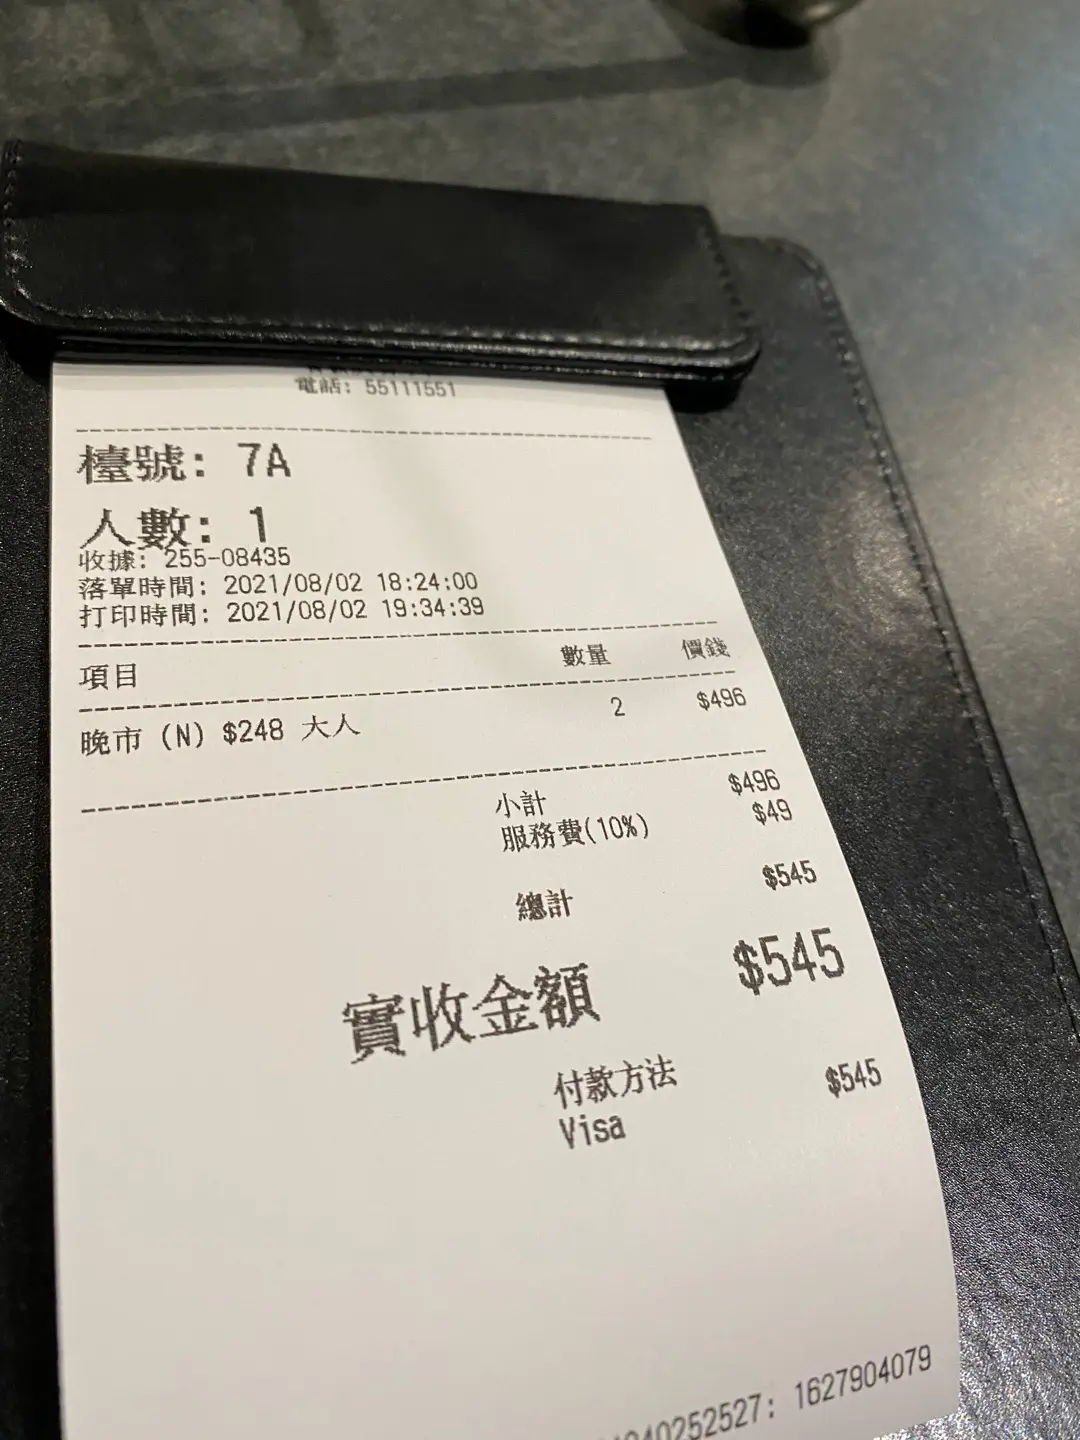 電話: 55111551
檯號: 7A
人數: 1
收據: 255-08435
落單時間: 2021/08/02 18:24:00
打印時間: 2021/08/02 19:34:39
項目 數量 價錢
晚市 (N) $248 大人 2 $496
小計 $496
服務費(10%) $49
總計 $545
實收金額 $545
付款方法
Visa $545
40252527: 1627904079